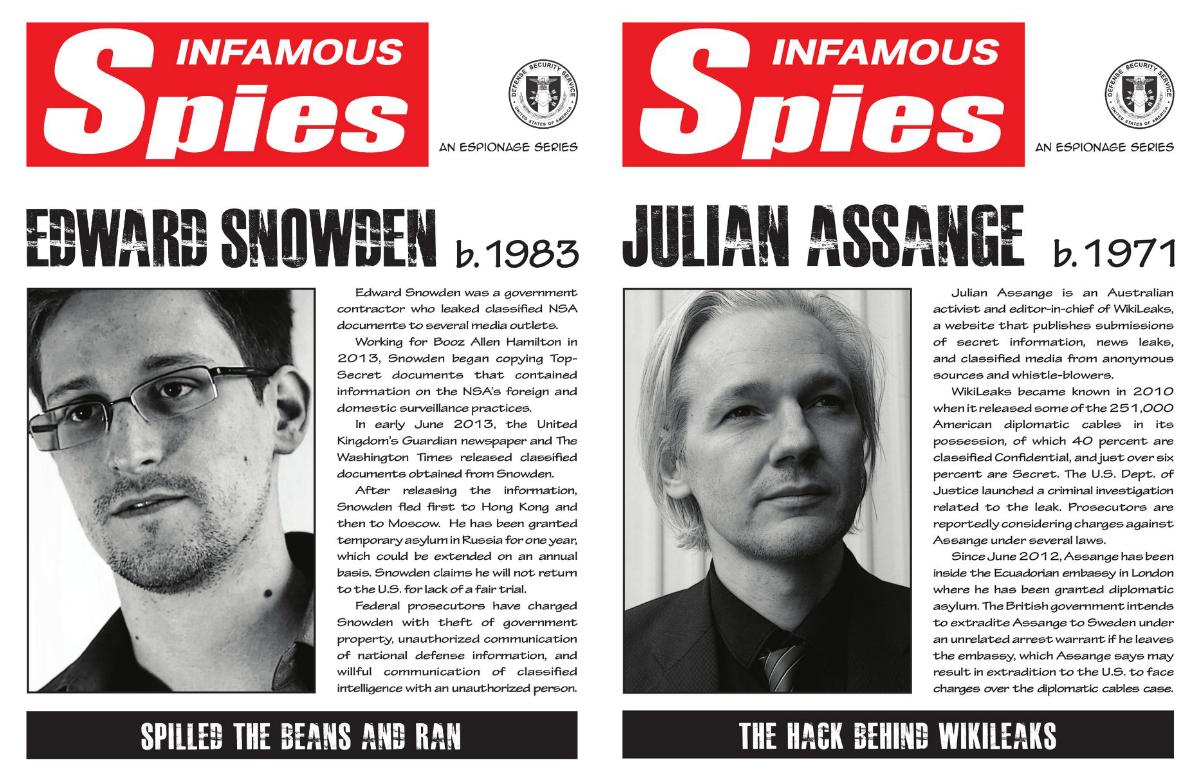 INFAMOUS
Spies
DEFENSE SECURITY SERVICE
UNITED STATES OF AMERICA
AN ESPIONAGE SERIES
EDWARD SNOWDEN b. 1983
Edward Snowden was a government
contractor who leaked classified NSA
documents to several media outlets.
Working for Booz Allen Hamilton in
2013, Snowden began copying Top-
Secret documents that contained
information on the NSA's foreign and
domestic surveillance practices.
In early June 2013, the United
Kingdom's Guardian newspaper and The
Washington Times released classified
documents obtained from Snowden.
After releasing the information,
Snowden fled first to Hong Kong and
then to Moscow. He has been granted
temporary asylum in Russia for one year,
which could be extended on an annual
basis. Snowden claims he will not return
to the U.S. for lack of a fair trial.
Federal prosecutors have charged
Snowden with theft of government
property, unauthorized communication
of national defense information, and
willful communication of classified
intelligence with an unauthorized person.
SPILLED THE BEANS AND RAN
INFAMOUS
Spies
DEFENSE SECURITY SERVICE
UNITED STATES OF AMERICA
AN ESPIONAGE SERIES
JULIAN ASSANGE b. 1971
Julian Assange is an Australian
activist and editor-in-chief of WikiLeaks,
a website that publishes submissions
of secret information, news leaks,
and classified media from anonymous
sources and whistle-blowers.
WikiLeaks became known in 2010
when it released some of the 251,000
American diplomatic cables in its
possession, of which 40 percent are
classified Confidential, and just over six
percent are Secret. The U.S. Dept. of
Justice launched a criminal investigation
related to the leak. Prosecutors are
reportedly considering charges against
Assange under several laws.
Since June 2012, Assange has been
inside the Ecuadorian embassy in London
where he has been granted diplomatic
asylum. The British government intends
to extradite Assange to Sweden under
an unrelated arrest warrant if he leaves
the embassy, which Assange says may
result in extradition to the U.S. to face
charges over the diplomatic cables case.
THE HACK BEHIND WIKILEAKS